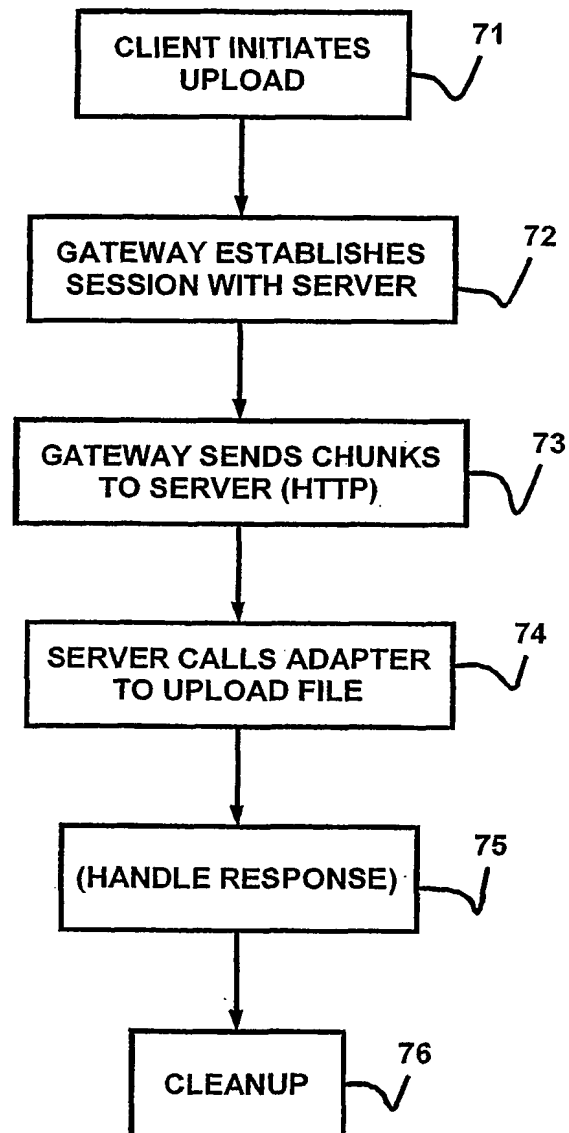 CLIENT INITIATES
UPLOAD
71
GATEWAY ESTABLISHES
SESSION WITH SERVER
72
GATEWAY SENDS CHUNKS
TO SERVER (HTTP)
73
SERVER CALLS ADAPTER
TO UPLOAD FILE
74
(HANDLE RESPONSE)
75
CLEANUP
76